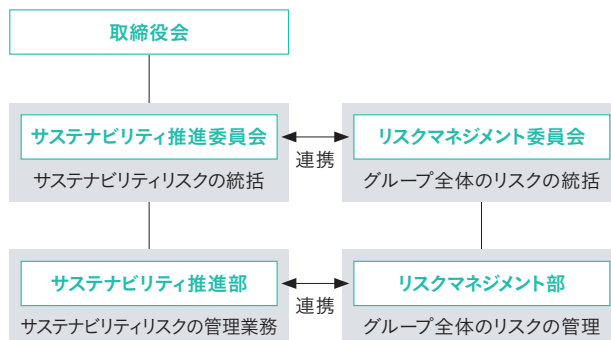 取締役会
サステナビリティ推進委員会
サステナビリティリスクの統括
連携
リスクマネジメント委員会
グループ全体のリスクの統括
サステナビリティ推進部
サステナビリティリスクの管理業務
連携
リスクマネジメント部
グループ全体のリスクの管理